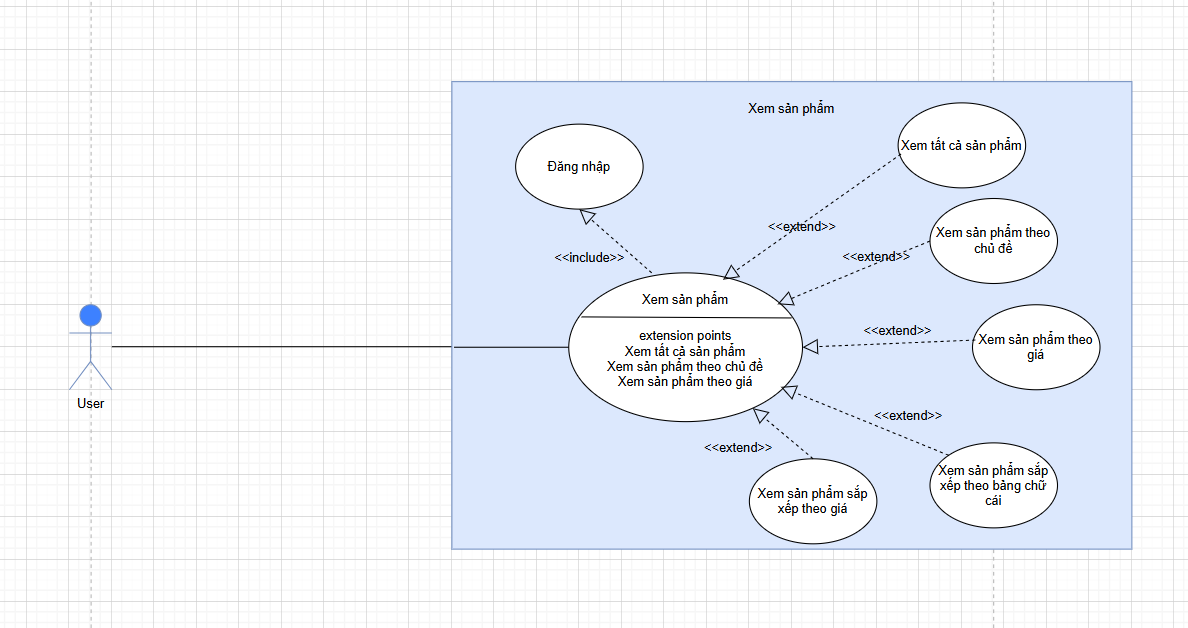 Xem sản phẩm
Đăng nhập
Xem tất cả sản phẩm
<<extend>>
Xem sản phẩm theo
chủ đề
<<include>>
<<extend>>
Xem sản phẩm
extension points
Xem tất cả sản phẩm
Xem sản phẩm theo chủ đề
Xem sản phẩm theo giá
<<extend>>
Xem sản phẩm theo
giá
User
<<extend>>
<<extend>>
Xem sản phẩm sắp
xếp theo bảng chữ
cái
Xem sản phẩm sắp
xếp theo giá